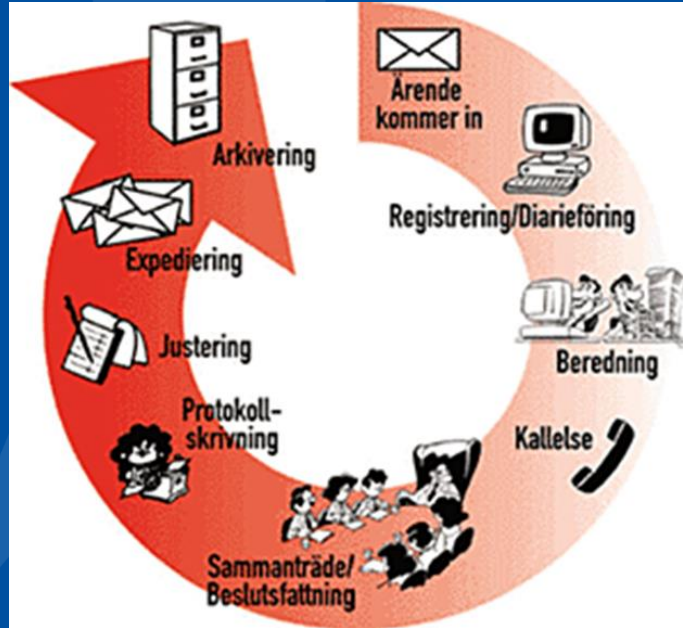 Ärende
kommer in
Registrering/Diarieföring
Beredning
Kallelse
Sammanträde/
Beslutsfattning
Protokoll-
skrivning
Justering
Expediering
Arkivering